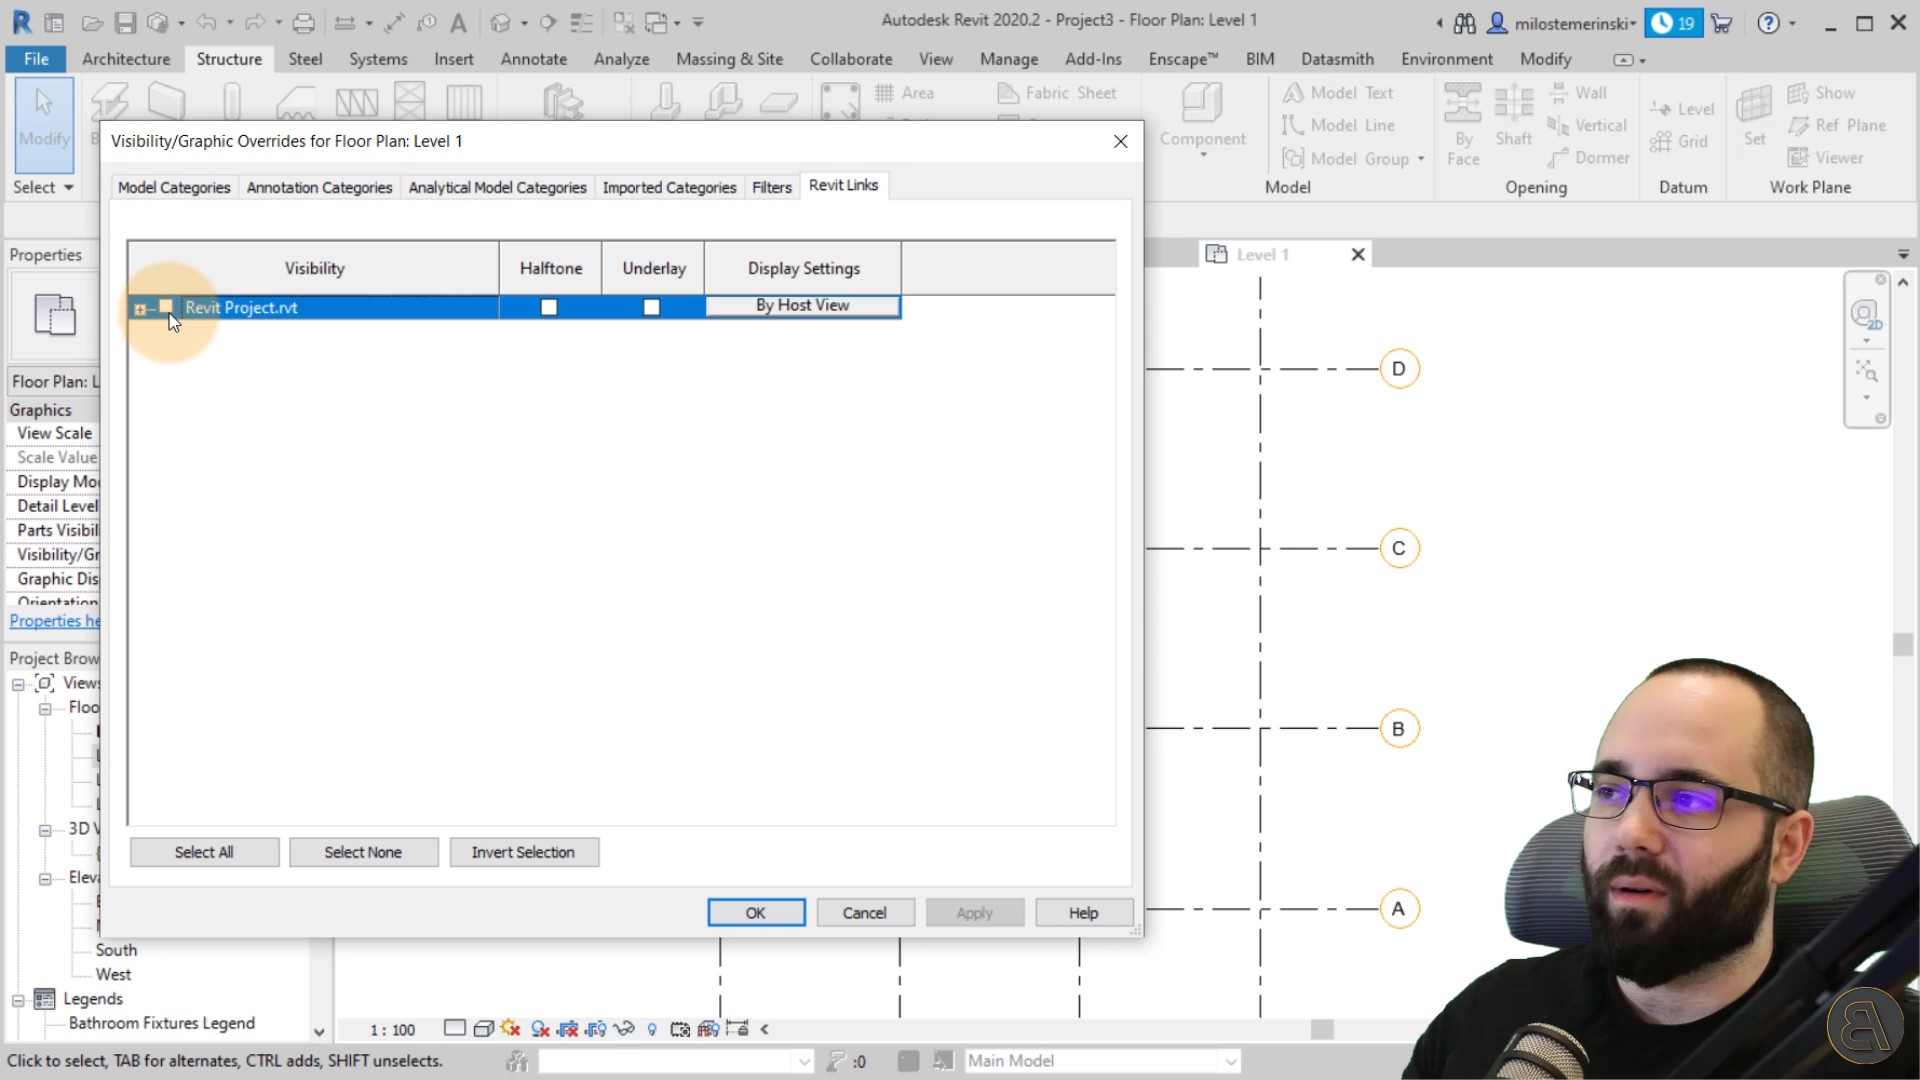 Autodesk Revit 2020.2 - Project3 - Floor Plan: Level 1
milostemerinski
19
File Architecture Structure Steel Systems Insert Annotate Analyze Massing & Site Collaborate View Manage Add-Ins Enscape™ BIM Datasmith Environment Modify
Modify
Area
Fabric Sheet
Component
Model Text
Model Line
Model Group
By
Face
Shaft
Wall
Vertical
Dormer
Level
Grid
Set
Show
Ref Plane
Viewer
Select
Model
Opening
Datum
Work Plane
Visibility/Graphic Overrides for Floor Plan: Level 1
Model Categories Annotation Categories Analytical Model Categories Imported Categories Filters Revit Links
Visibility Halftone Underlay Display Settings
Revit Project.rvt By Host View
Select All Select None Invert Selection
OK Cancel Apply Help
Level 1
2D
D
C
B
A
Properties
Floor Plan: L
Graphics
View Scale
Scale Value
Display Mo
Detail Level
Parts Visibil
Visibility/Gr
Graphic Dis
Orientation
Properties he
Project Brow
Views
Floo
3D V
Eleva
South
West
Legends
Bathroom Fixtures Legend
1 : 100
Click to select, TAB for alternates, CTRL adds, SHIFT unselects.
:0
Main Model